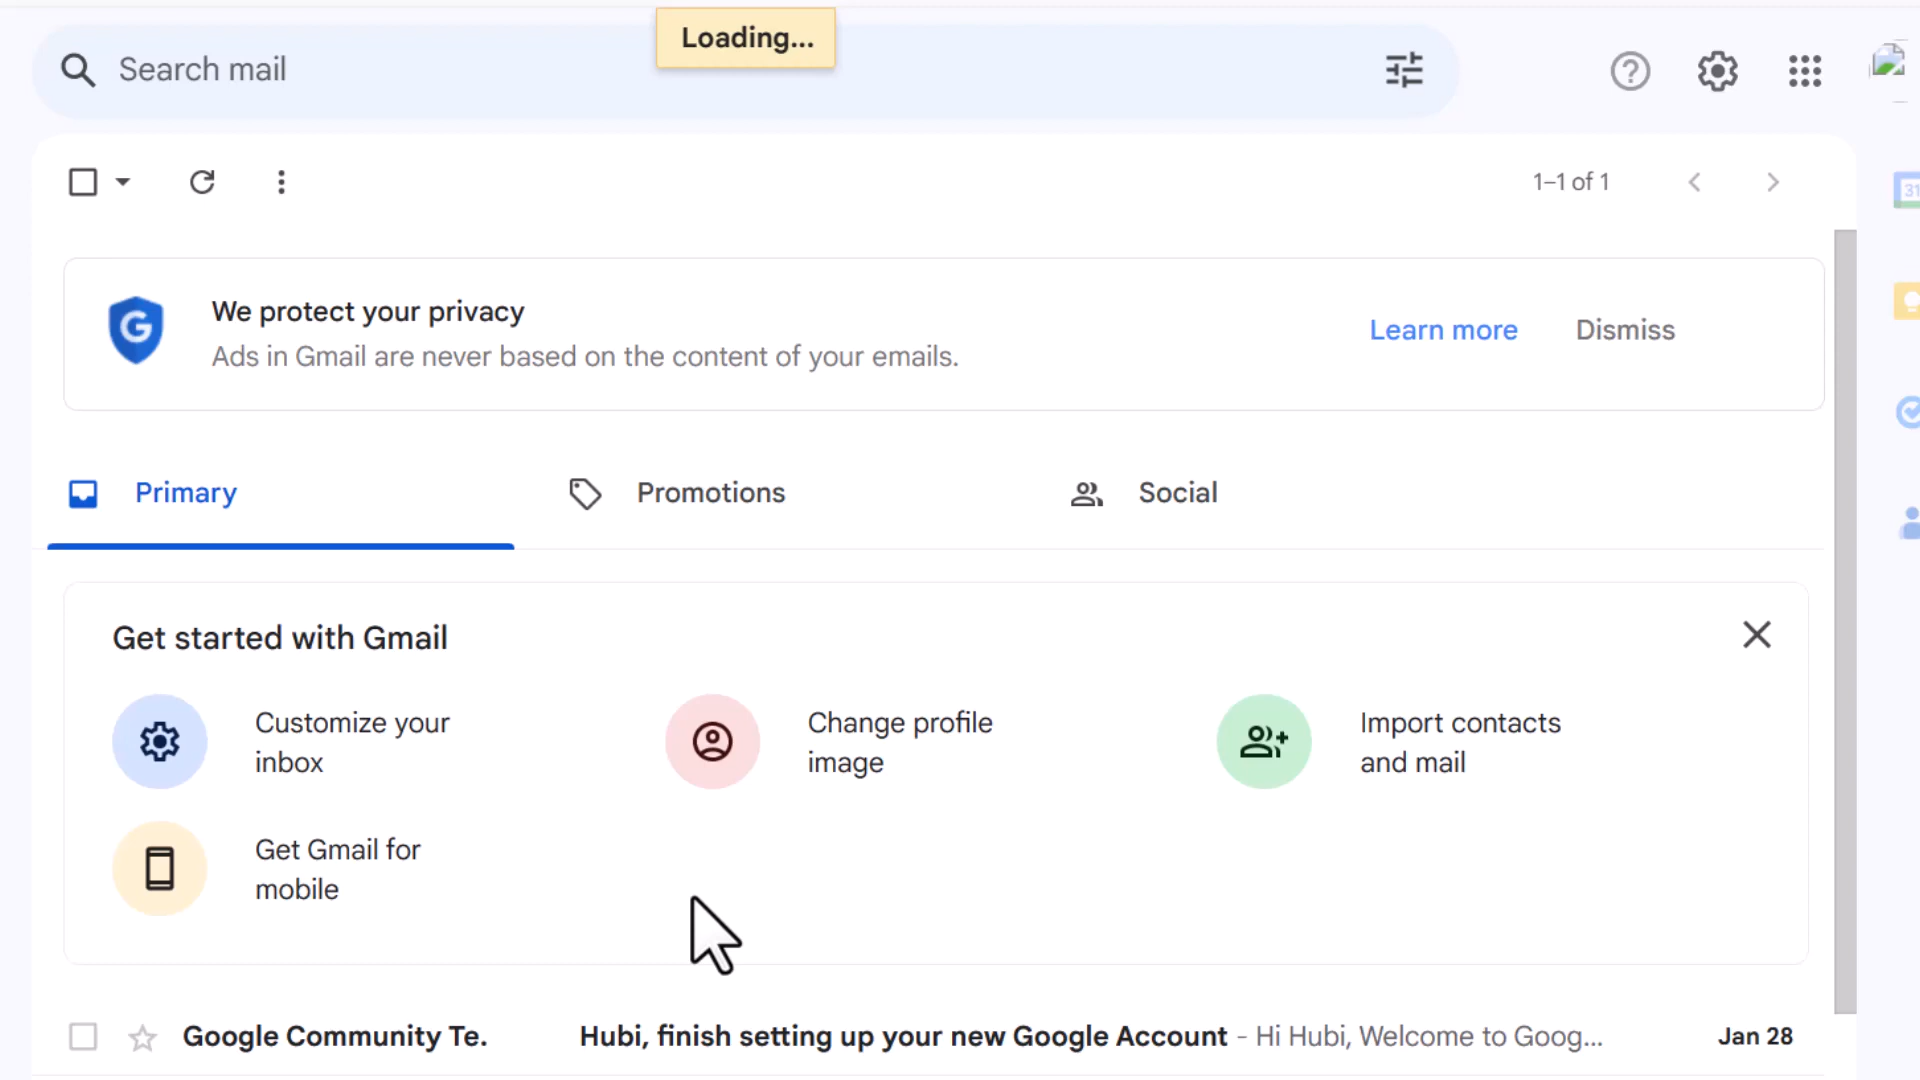 Loading...
Search mail
1–1 of 1
31
G
We protect your privacy
Ads in Gmail are never based on the content of your emails.
Learn more
Dismiss
Primary
Promotions
Social
Get started with Gmail
Customize your
inbox
Change profile
image
Import contacts
and mail
Get Gmail for
mobile
Google Community Te. Hubi, finish setting up your new Google Account - Hi Hubi, Welcome to Goog... Jan 28